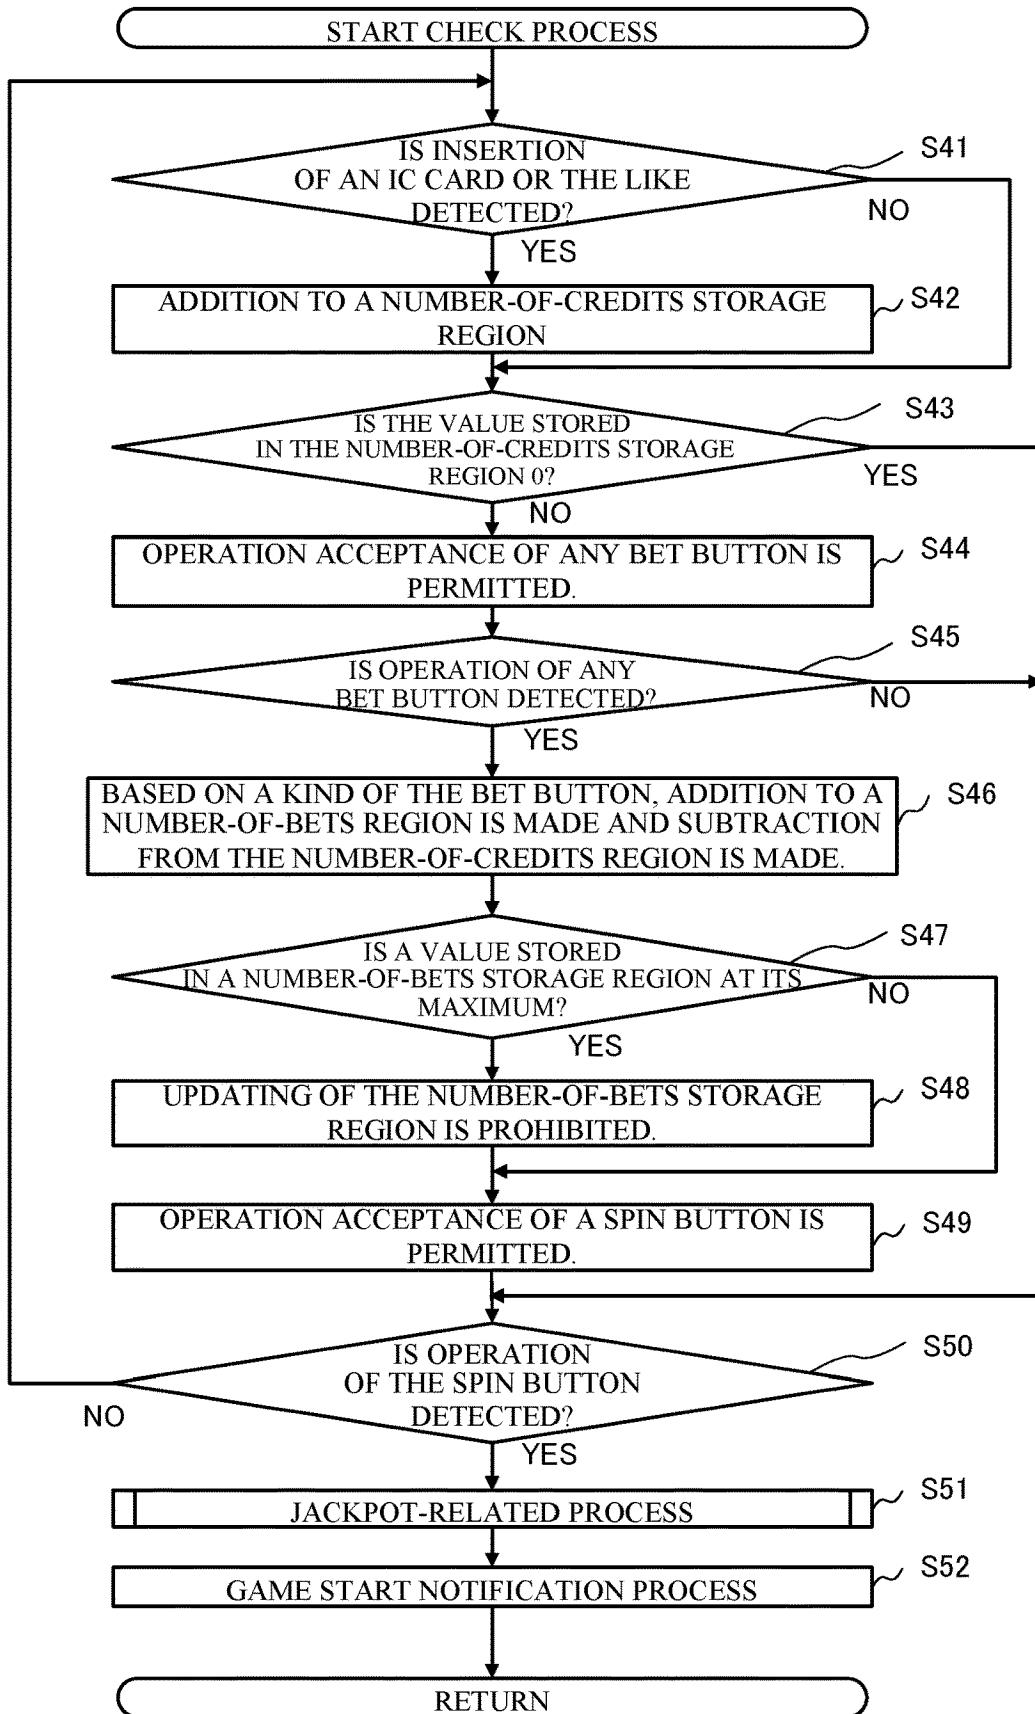 START CHECK PROCESS
IS INSERTION
OF AN IC CARD OR THE LIKE
DETECTED?
S41
NO
YES
ADDITION TO A NUMBER-OF-CREDITS STORAGE
REGION
S42
IS THE VALUE STORED
IN THE NUMBER-OF-CREDITS STORAGE
REGION 0?
S43
YES
NO
OPERATION ACCEPTANCE OF ANY BET BUTTON IS
PERMITTED.
S44
IS OPERATION OF ANY
BET BUTTON DETECTED?
S45
NO
YES
BASED ON A KIND OF THE BET BUTTON, ADDITION TO A
NUMBER-OF-BETS REGION IS MADE AND SUBTRACTION
FROM THE NUMBER-OF-CREDITS REGION IS MADE.
S46
IS A VALUE STORED
IN A NUMBER-OF-BETS STORAGE REGION AT ITS
MAXIMUM?
S47
NO
YES
UPDATING OF THE NUMBER-OF-BETS STORAGE
REGION IS PROHIBITED.
S48
OPERATION ACCEPTANCE OF A SPIN BUTTON IS
PERMITTED.
S49
IS OPERATION
OF THE SPIN BUTTON
DETECTED?
S50
NO
YES
JACKPOT-RELATED PROCESS
S51
GAME START NOTIFICATION PROCESS
S52
RETURN